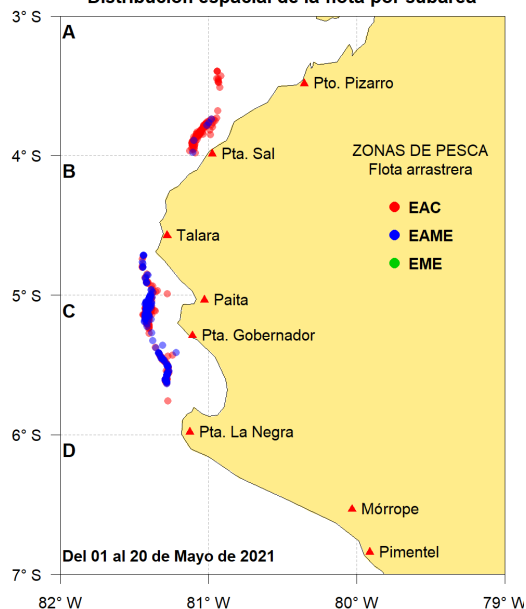 Distribución espacial de la flota por subárea
3° S
A
Pto. Pizarro
ZONAS DE PESCA
Flota arrastrera
4° S
Pta. Sal
B
EAC
Talara
EAME
EME
5° S
Paita
C
Pta. Gobernador
6° S
Pta. La Negra
D
Mórrope
Pimentel
Del 01 al 20 de Mayo de 2021
7° S
82° W
81° W
80° W
79° W